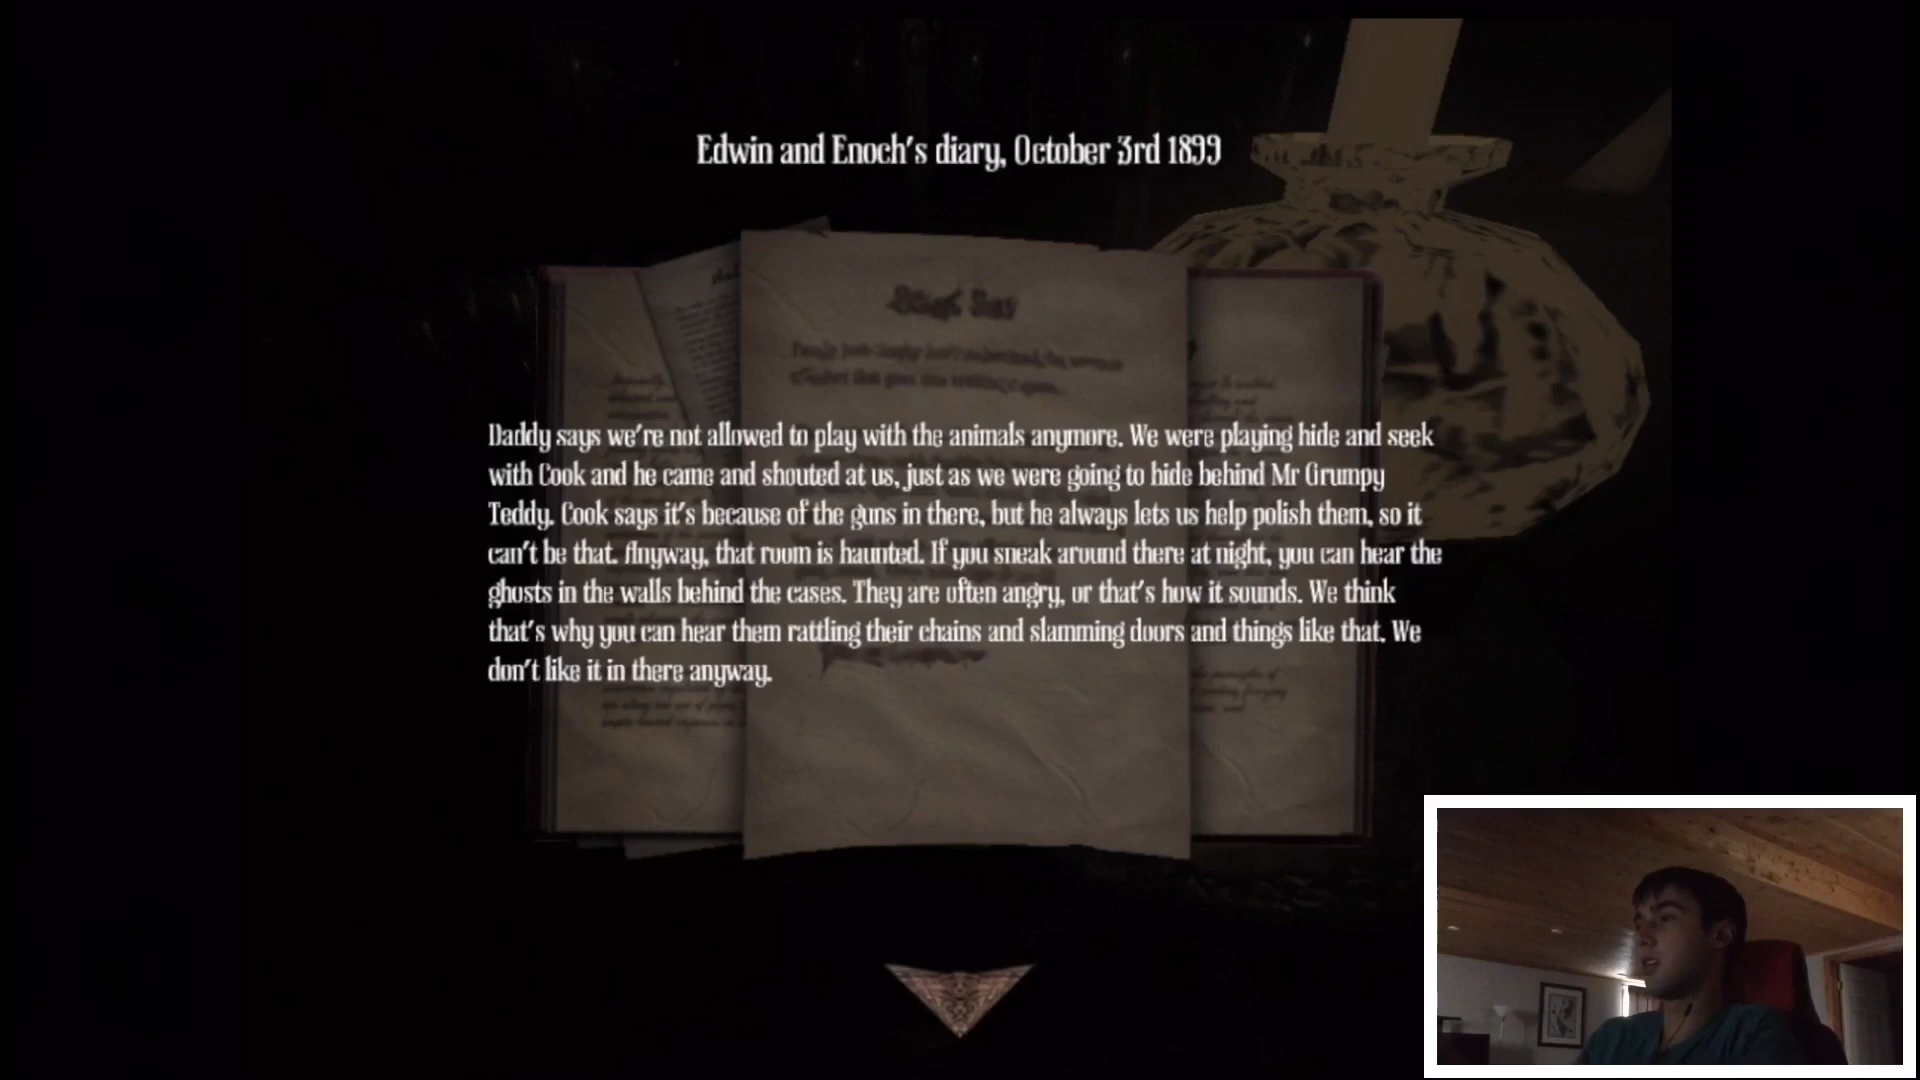 Edwin and Enoch's diary, October 3rd 1899
Daddy says we're not allowed to play with the animals anymore. We were playing hide and seek
with Cook and he came and shouted at us, just as we were going to hide behind Mr Grumpy
Teddy. Cook says it's because of the guns in there, but he always lets us help polish them, so it
can't be that. Anyway, that room is haunted. If you sneak around there at night, you can hear the
ghosts in the walls behind the cases. They are often angry, or that's how it sounds. We think
that's why you can hear them rattling their chains and slamming doors and things like that. We
don't like it in there anyway.